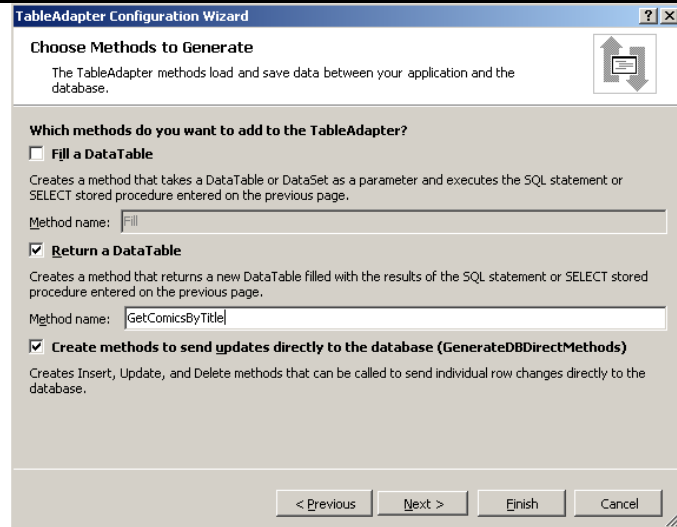 TableAdapter Configuration Wizard
Choose Methods to Generate
The TableAdapter methods load and save data between your application and the
database.
Which methods do you want to add to the TableAdapter?
Fill a DataTable
Creates a method that takes a DataTable or DataSet as a parameter and executes the SQL statement or
SELECT stored procedure entered on the previous page.
Method name: Fill
Return a DataTable
Creates a method that returns a new DataTable filled with the results of the SQL statement or SELECT stored
procedure entered on the previous page.
Method name: GetComicsByTitle
Create methods to send updates directly to the database (GenerateDBDirectMethods)
Creates Insert, Update, and Delete methods that can be called to send individual row changes directly to the
database.
< Previous Next > Finish Cancel